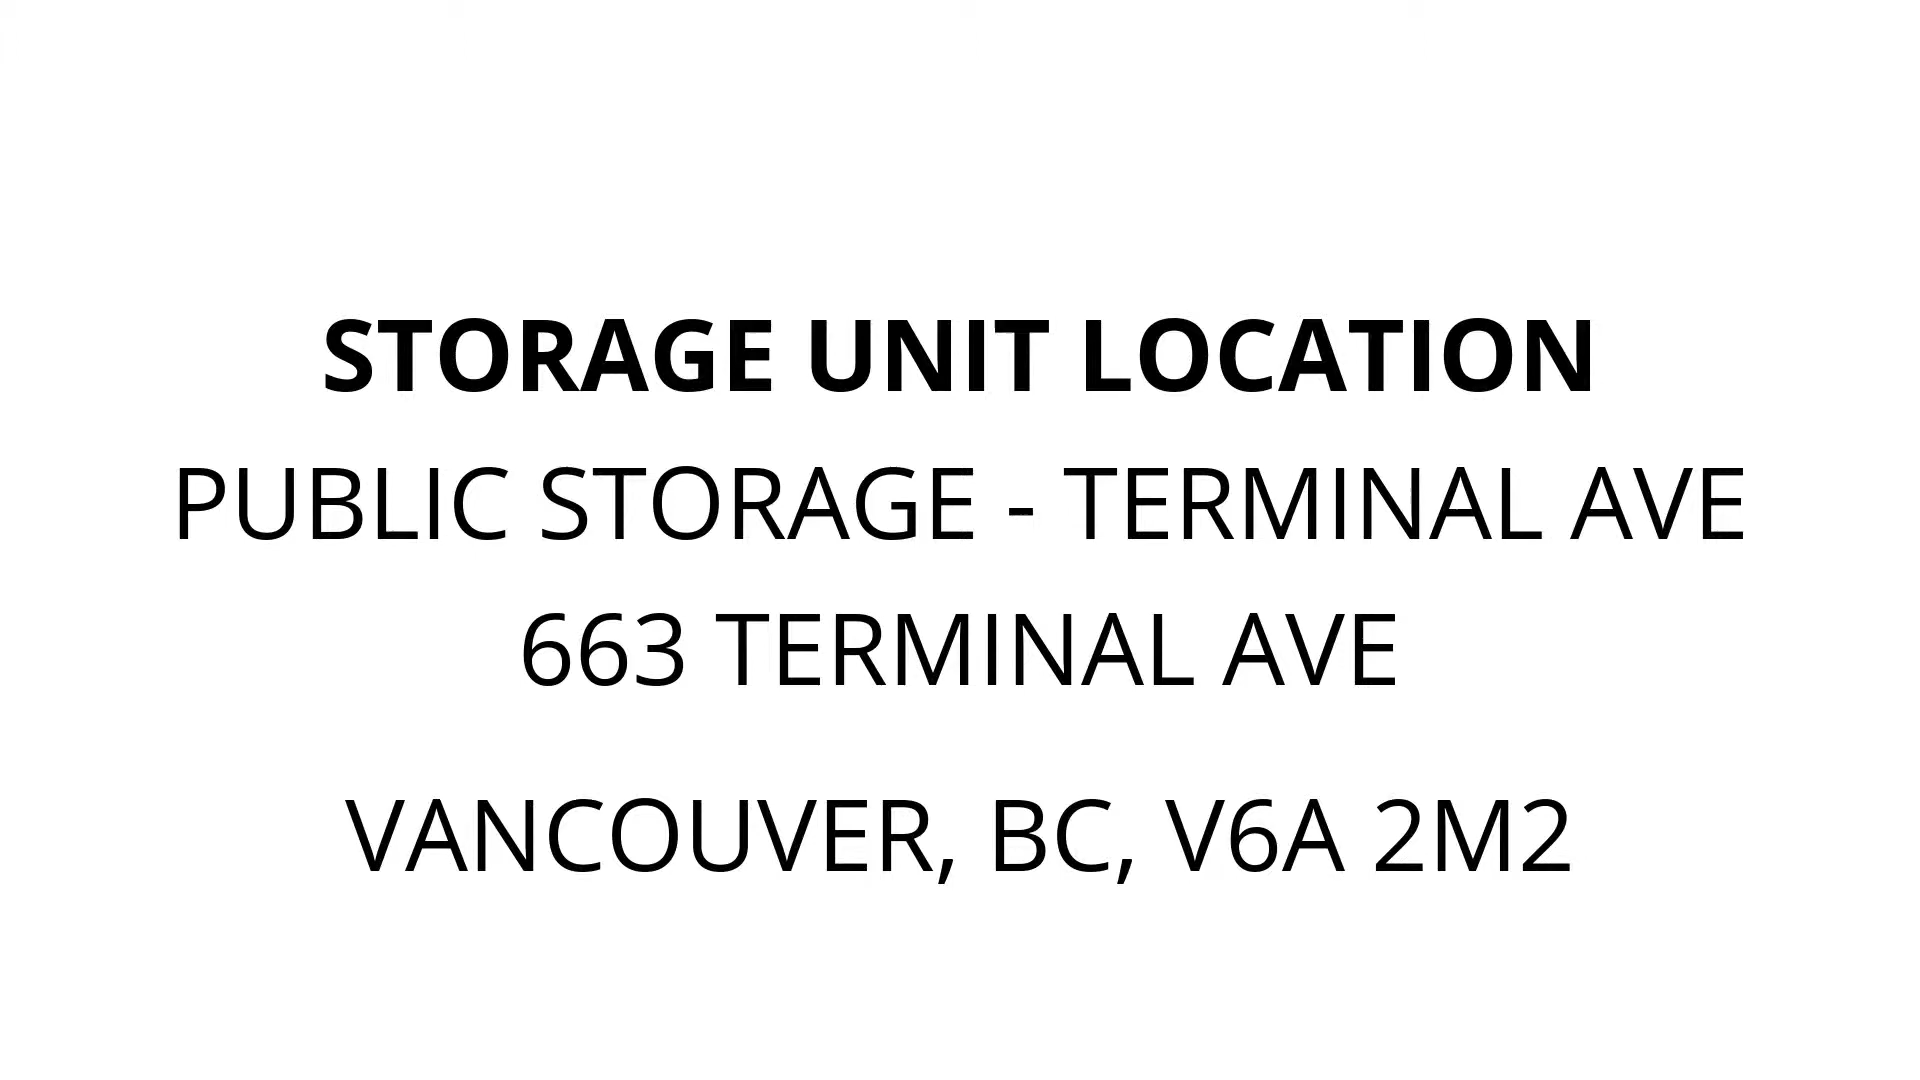 STORAGE UNIT LOCATION
PUBLIC STORAGE - TERMINAL AVE
663 TERMINAL AVE
VANCOUVER, BC, V6A 2M2